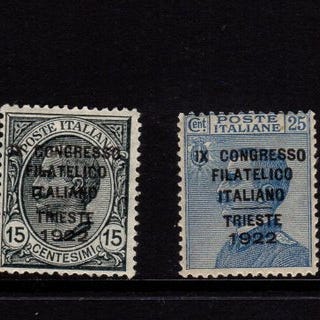 POSTE ITALIANE
IX CONGRESSO
FILATELICO
ITALIANO
TRIESTE
1922
15 15
CENTESIMI
Cent. POSTE 25
ITALIANE
IX CONGRESSO
FILATELICO
ITALIANO
TRIESTE
1922